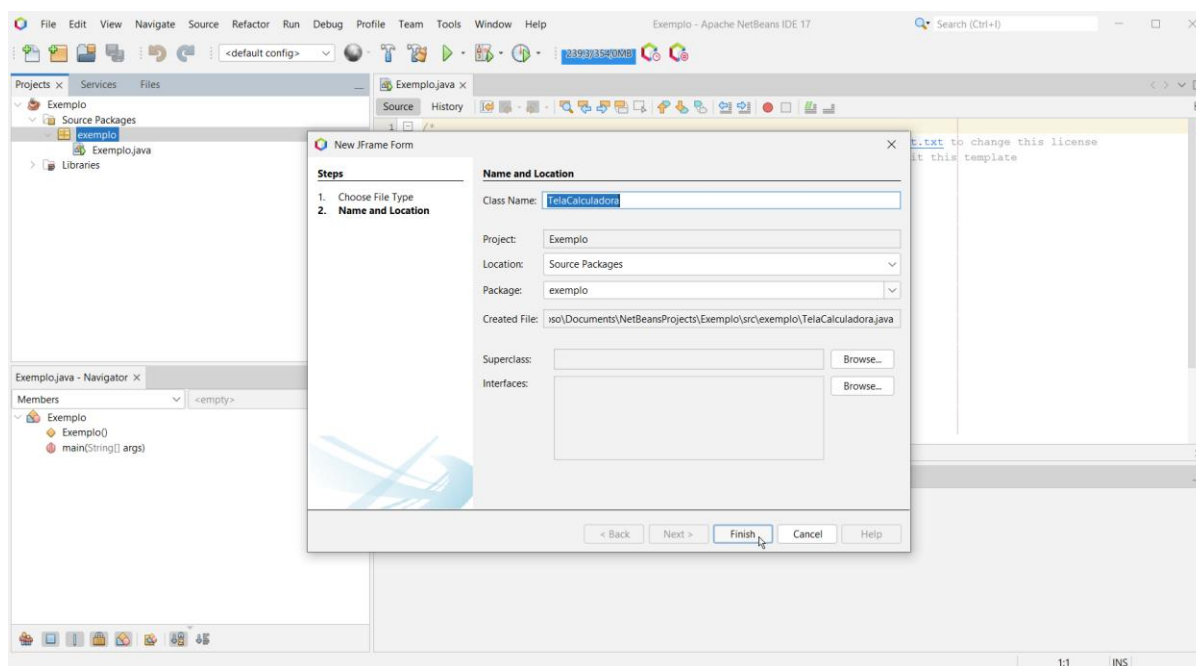 File Edit View Navigate Source Refactor Run Debug Profile Team Tools Window Help Exemplo - Apache NetBeans IDE 17 Search (Ctrl+I)
<default config> 239,3/354,0MB
Projects Services Files
Exemplo
Source Packages
exemplo
Exemplo.java
Libraries
Exemplo.java
Source History
1 /*
t.txt to change this license
it this template
New JFrame Form
Steps
1. Choose File Type
2. Name and Location
Name and Location
Class Name: TelaCalculadora
Project: Exemplo
Location: Source Packages
Package: exemplo
Created File: so\Documents\NetBeansProjects\Exemplo\src\exemplo\TelaCalculadora.java
Superclass: Browse...
Interfaces: Browse...
< Back Next > Finish Cancel Help
Exemplo.java - Navigator
Members <empty>
Exemplo
Exemplo()
main(String[] args)
1:1 INS